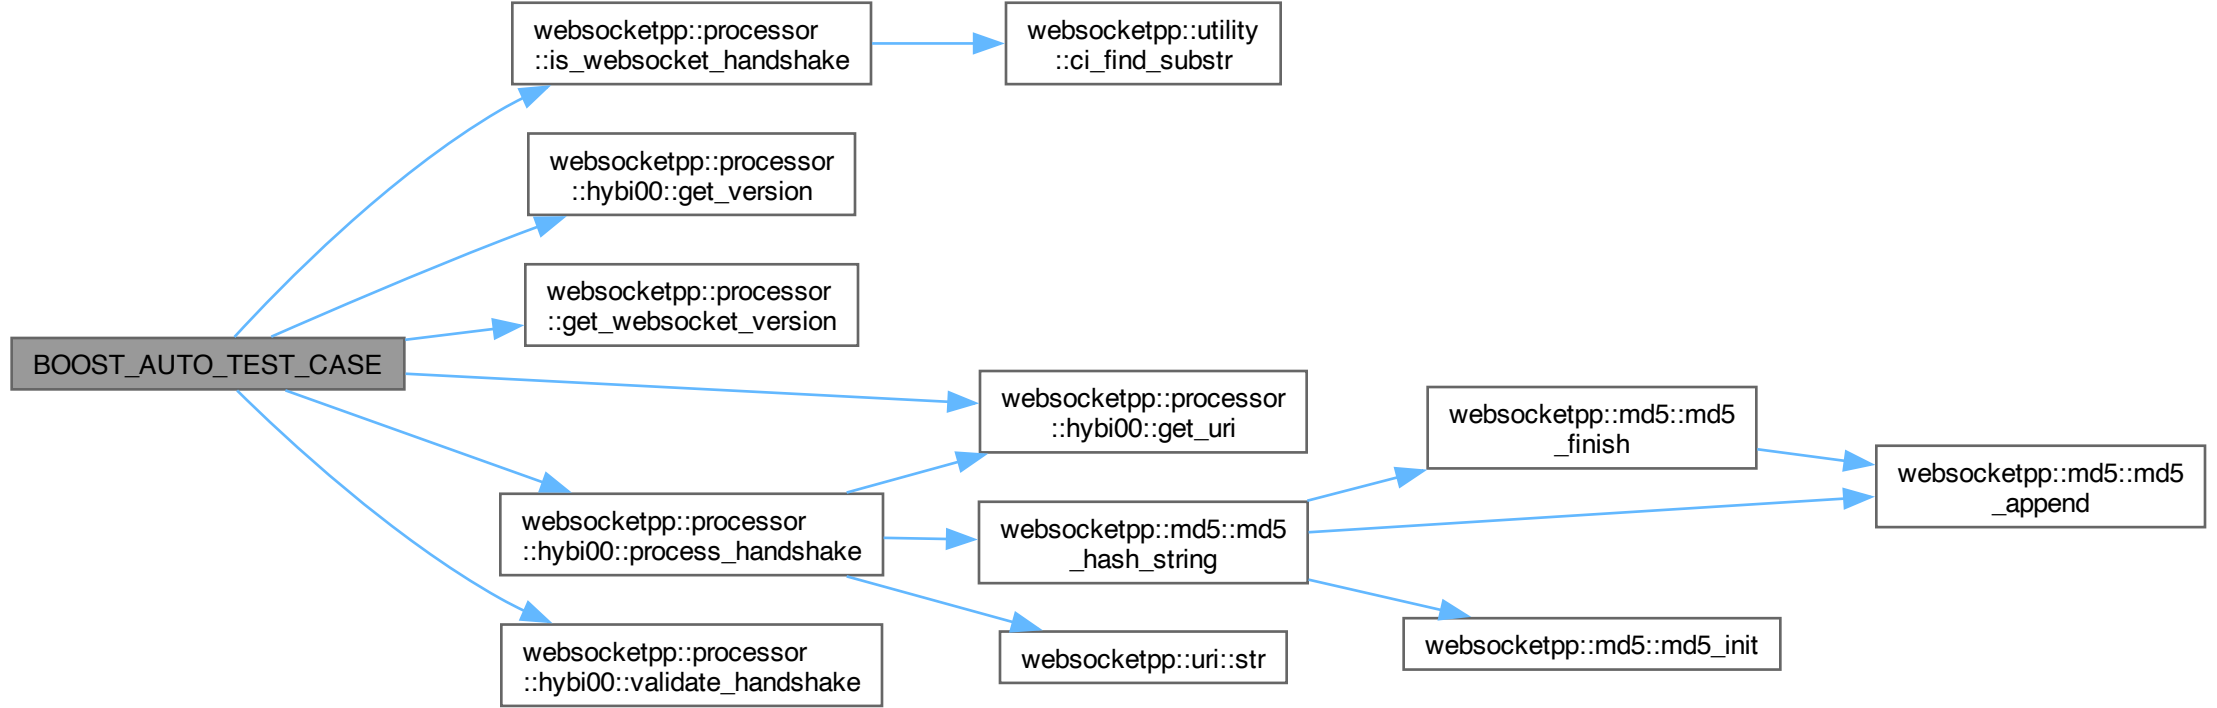 websocketpp::processor
::is_websocket_handshake
websocketpp::utility
::ci_find_substr
websocketpp::processor
::hybi00::get_version
websocketpp::processor
::get_websocket_version
BOOST_AUTO_TEST_CASE
websocketpp::processor
::hybi00::get_uri
websocketpp::md5::md5
_finish
websocketpp::md5::md5
_append
websocketpp::processor
::hybi00::process_handshake
websocketpp::md5::md5
_hash_string
websocketpp::uri::str
websocketpp::md5::md5_init
websocketpp::processor
::hybi00::validate_handshake